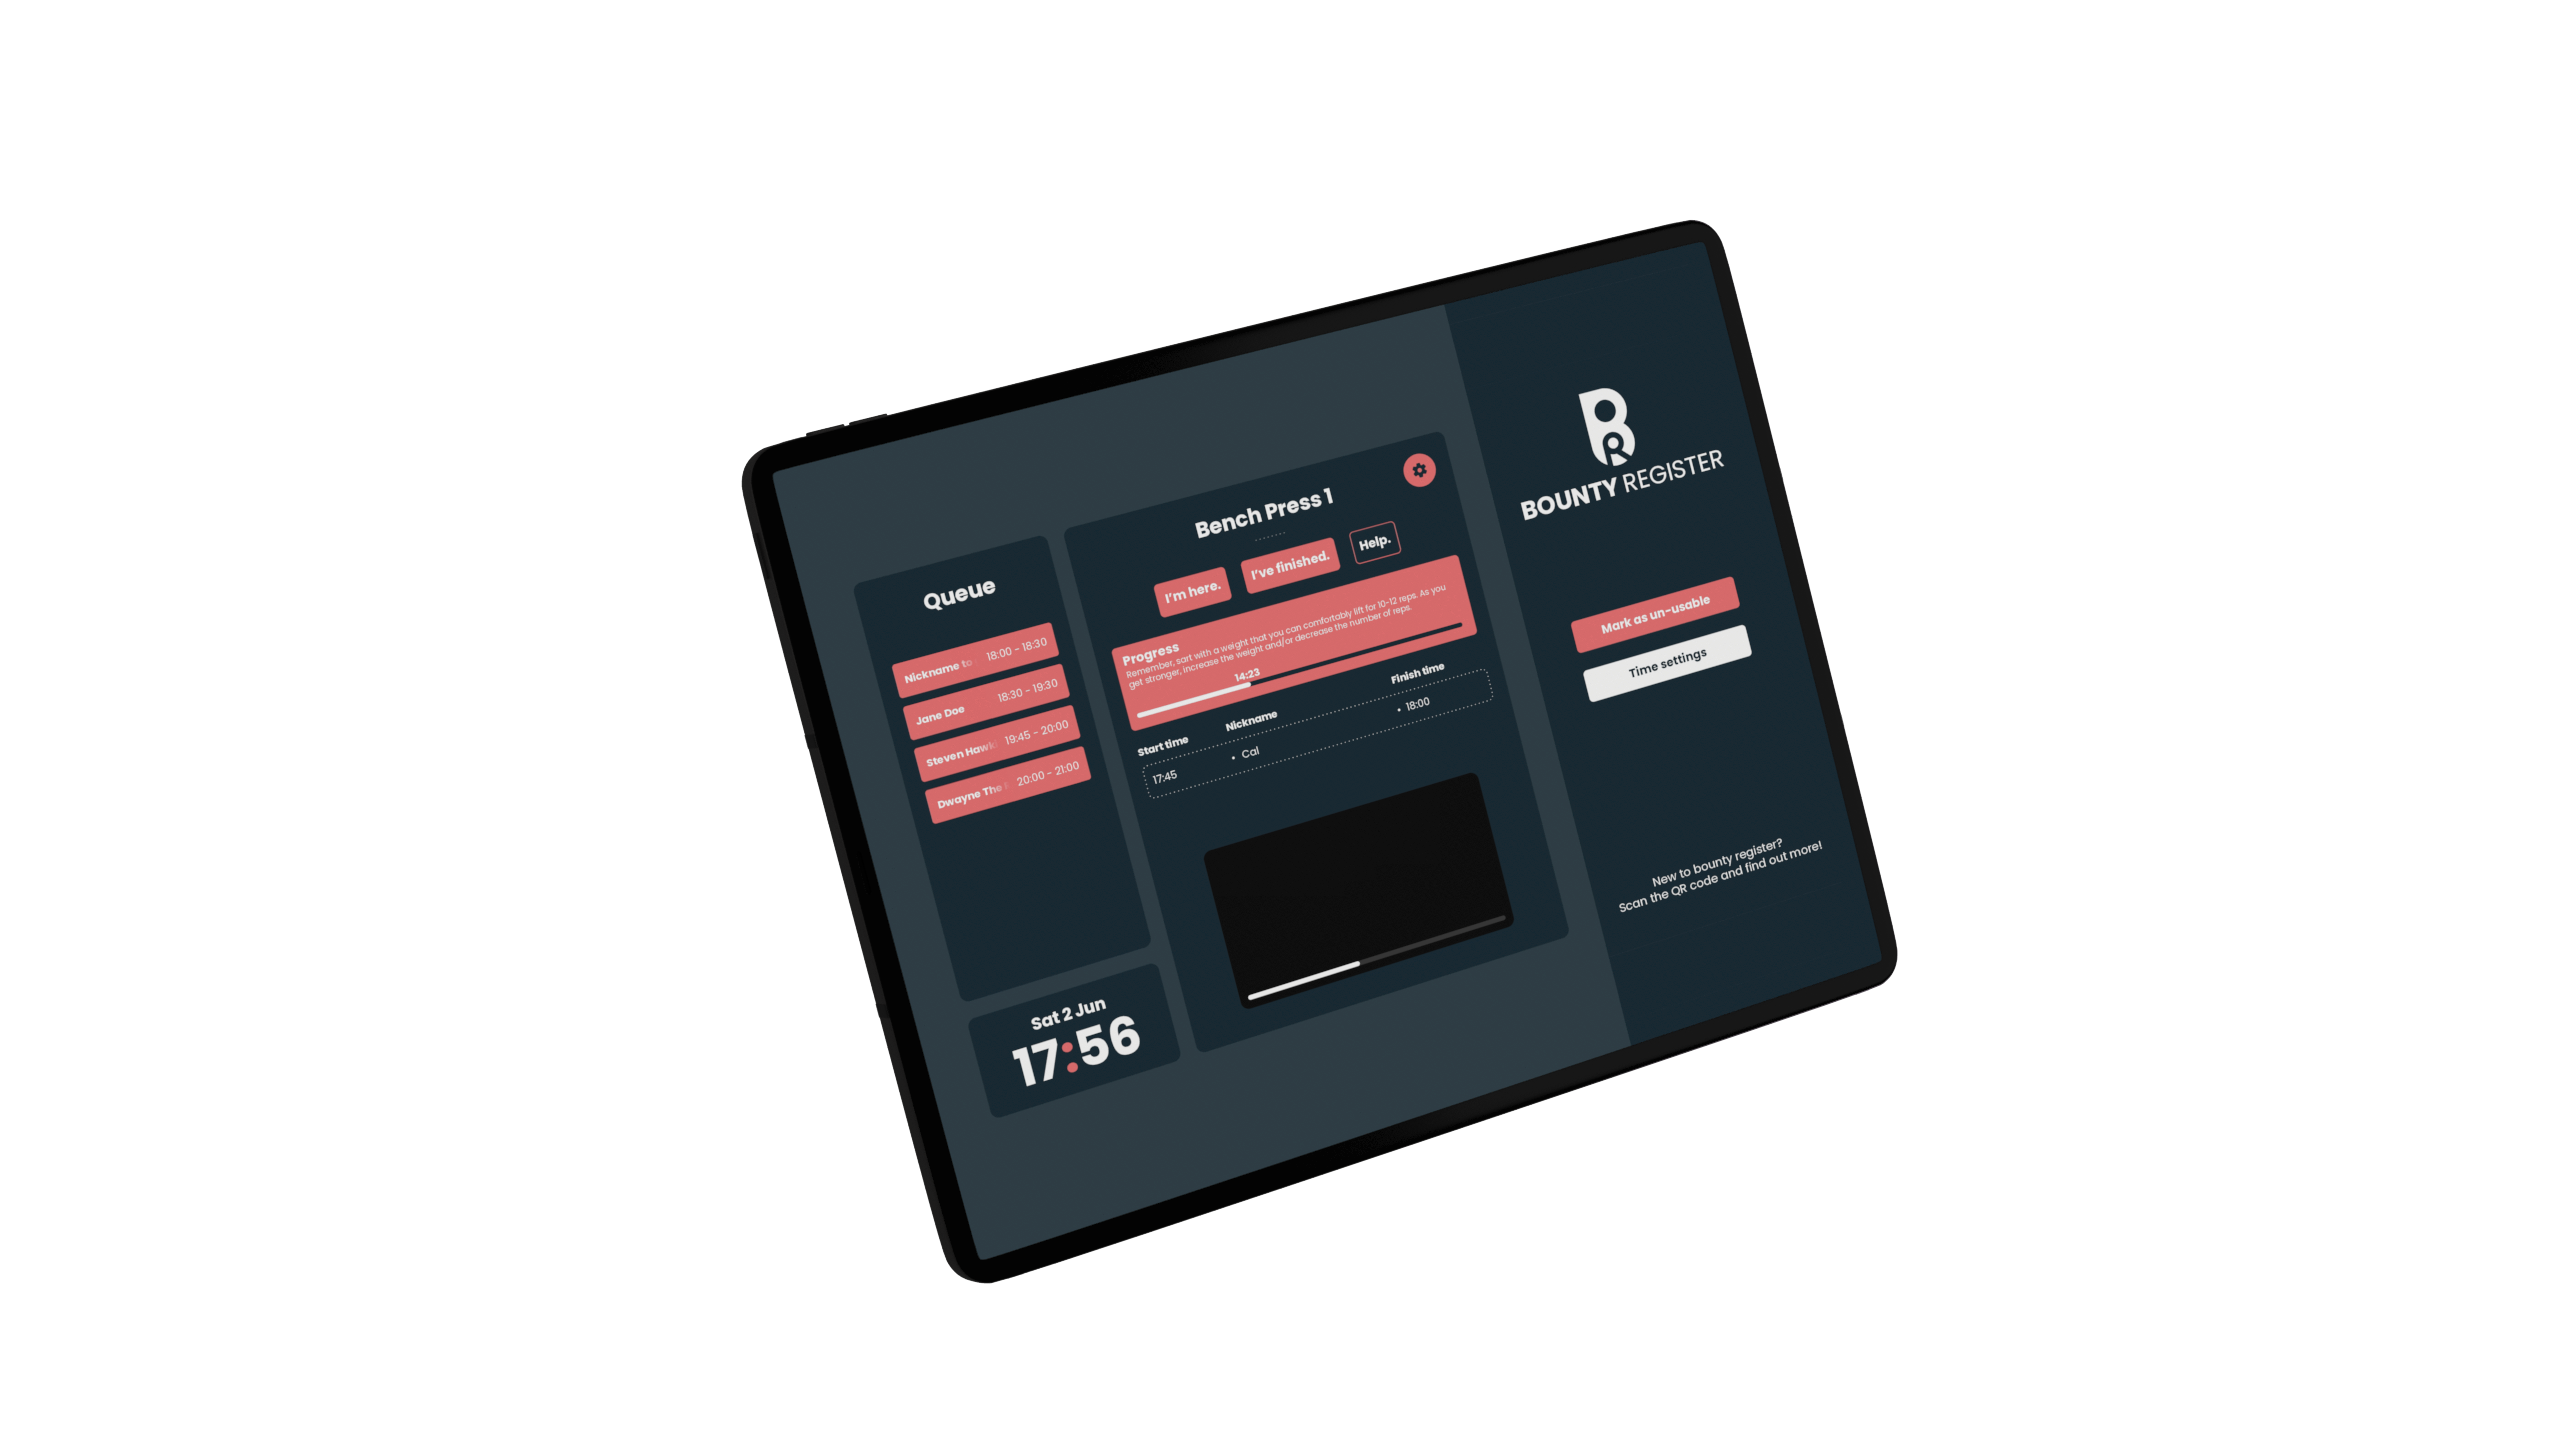 Queue
Nickname to 18:00 - 18:30
Jane Doe 18:30 - 19:30
Steven Hawk 19:45 - 20:00
Dwayne The 20:00 - 21:00
Sat 2 Jun
17:56
Bench Press 1
I'm here. I've finished. Help.
Progress
Remember, sart with a weight that you can comfortably lift for 10-12 reps. As you
get stronger, increase the weight and/or decrease the number of reps.
14:23
Start time Nickname Finish time
17:45 • Cal • 18:00
BR
BOUNTY REGISTER
Mark as un-usable
Time settings
New to bounty register?
Scan the QR code and find out more!